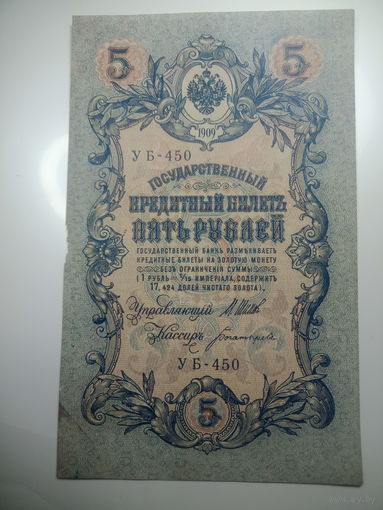 5 5
1909
УБ-450
ГОСУДАРСТВЕННЫЙ
КРЕДИТНЫЙ БИЛЕТЪ
ПЯТЬ РУБЛЕЙ
ГОСУДАРСТВЕННЫЙ БАНКЪ РАЗМѢНИВАЕТЪ
КРЕДИТНЫЕ БИЛЕТЫ НА ЗОЛОТУЮ МОНЕТУ
БЕЗЪ ОГРАНИЧЕНІЯ СУММЫ
(1 РУБЛЬ = 1/15 ИМПЕРІАЛА, СОДЕРЖИТЪ
17,424 ДОЛЕЙ ЧИСТАГО ЗОЛОТА).
Управляющій
Кассиръ
УБ-450
5